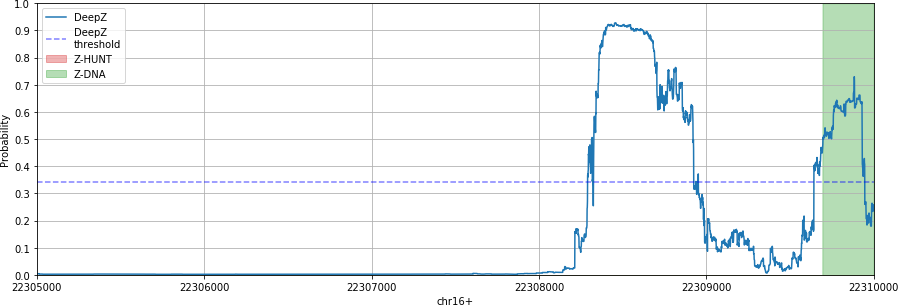 1.0
0.9
0.8
0.7
0.6
0.5
0.4
0.3
0.2
0.1
0.0
Probability
DeepZ
DeepZ
threshold
Z-HUNT
Z-DNA
22305000 22306000 22307000 22308000 22309000 22310000
chr16+